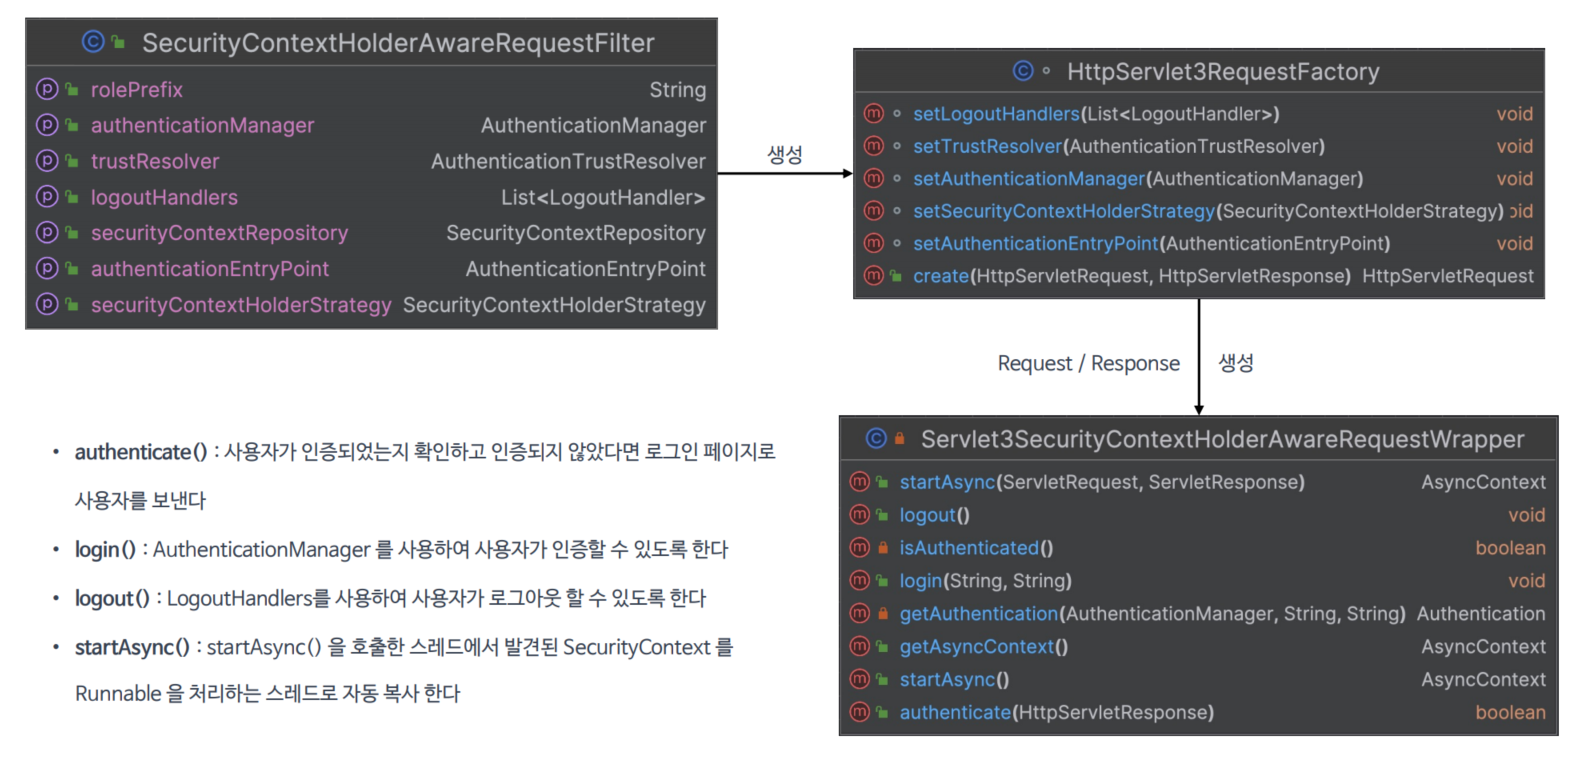 SecurityContextHolderAwareRequestFilter
rolePrefix String
authenticationManager AuthenticationManager
trustResolver AuthenticationTrustResolver
logoutHandlers List<LogoutHandler>
securityContextRepository SecurityContextRepository
authenticationEntryPoint AuthenticationEntryPoint
securityContextHolderStrategy SecurityContextHolderStrategy
생성
HttpServlet3RequestFactory
setLogoutHandlers(List<LogoutHandler>) void
setTrustResolver(AuthenticationTrustResolver) void
setAuthenticationManager(AuthenticationManager) void
setSecurityContextHolderStrategy(SecurityContextHolderStrategy) oid
setAuthenticationEntryPoint(AuthenticationEntryPoint) void
create(HttpServletRequest, HttpServletResponse) HttpServletRequest
Request / Response 생성
Servlet3SecurityContextHolderAwareRequestWrapper
startAsync(ServletRequest, ServletResponse) AsyncContext
logout() void
isAuthenticated() boolean
login(String, String) void
getAuthentication(AuthenticationManager, String, String) Authentication
getAsyncContext() AsyncContext
startAsync() AsyncContext
authenticate(HttpServletResponse) boolean
• authenticate() : 사용자가 인증되었는지 확인하고 인증되지 않았다면 로그인 페이지로
사용자를 보낸다
• login() : AuthenticationManager 를 사용하여 사용자가 인증할 수 있도록 한다
• logout() : LogoutHandlers를 사용하여 사용자가 로그아웃 할 수 있도록 한다
• startAsync() : startAsync() 을 호출한 스레드에서 발견된 SecurityContext 를
Runnable 을 처리하는 스레드로 자동 복사 한다